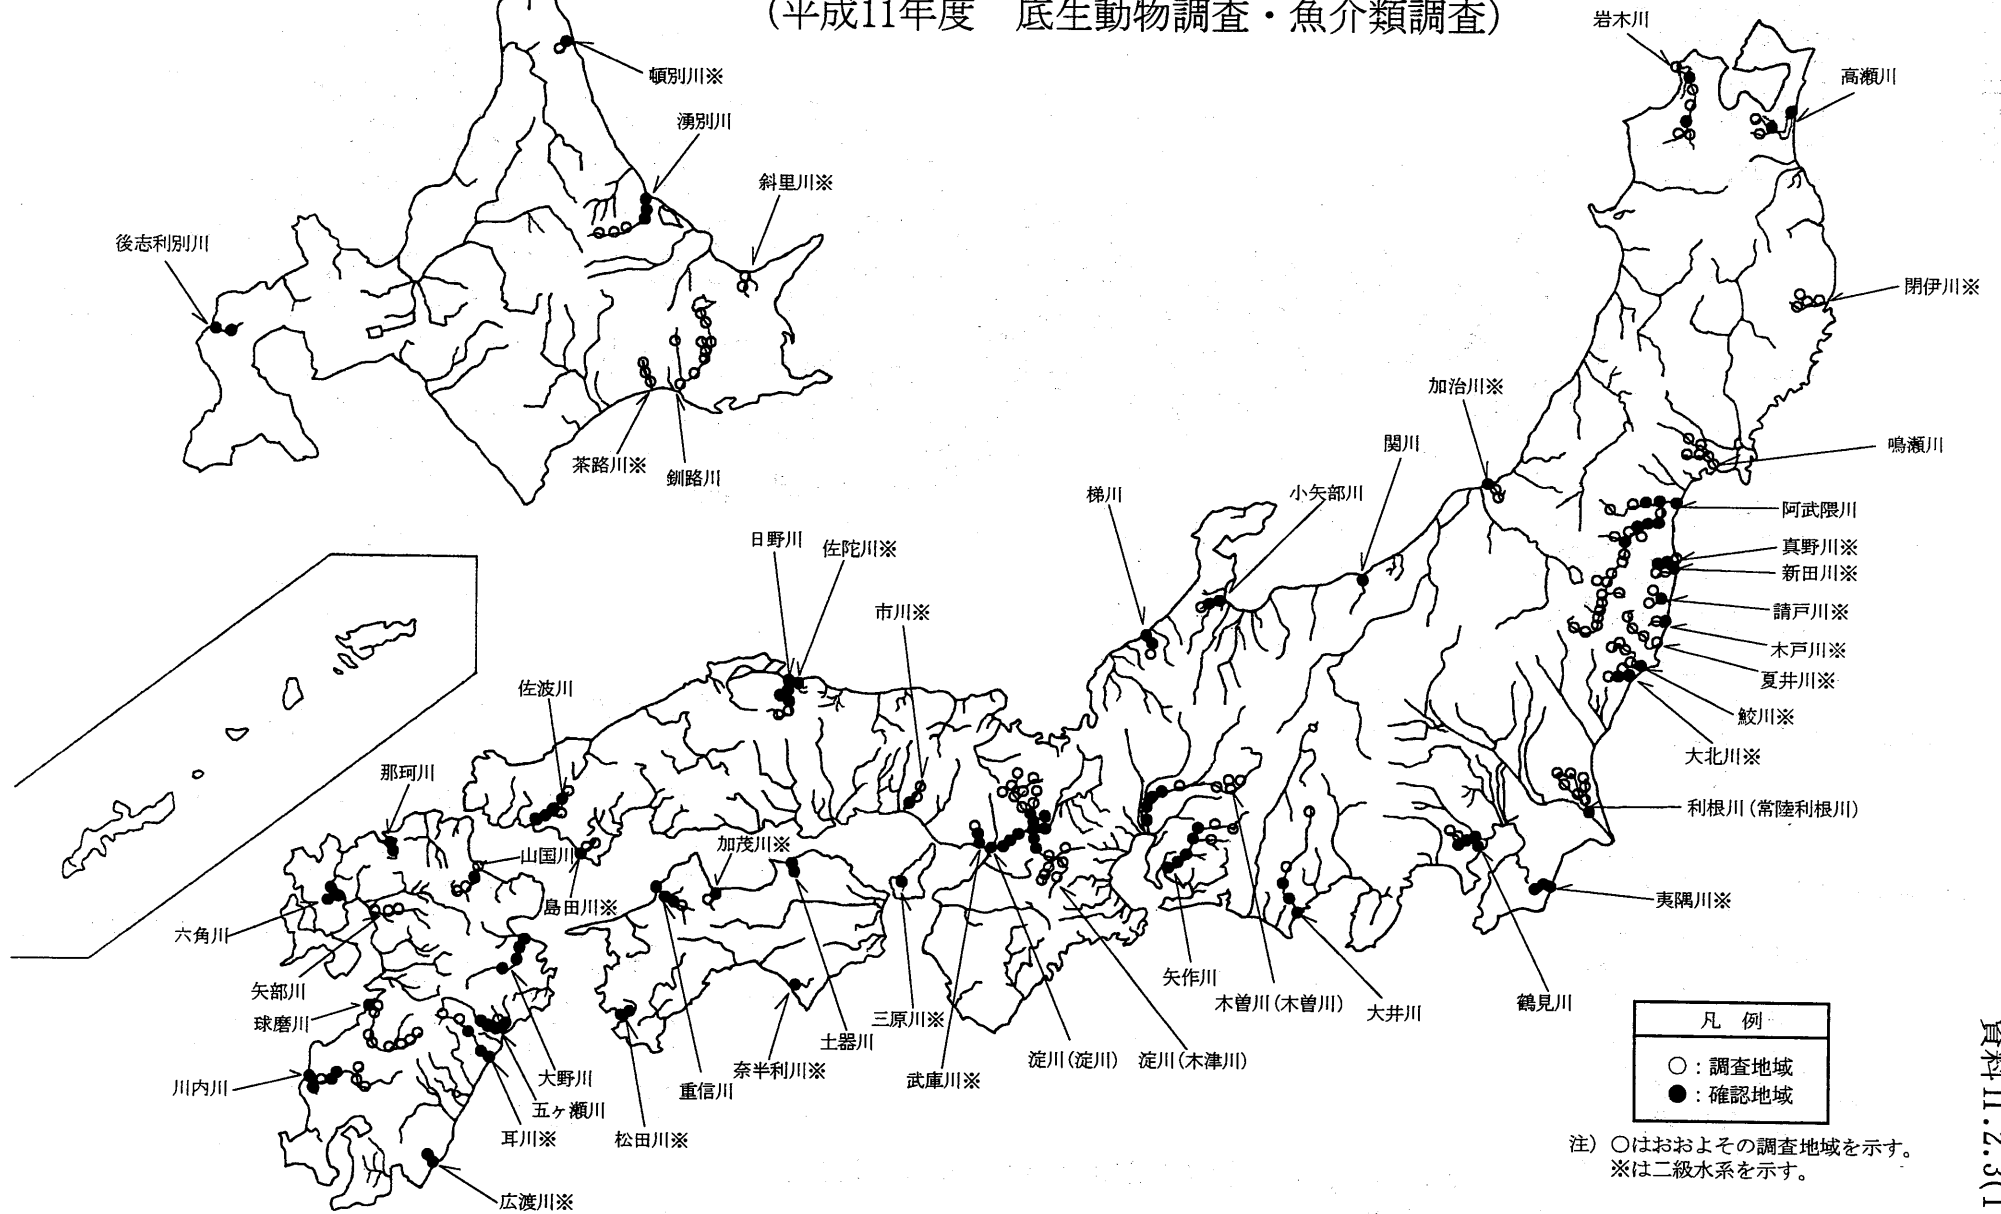 (平成11年度　底生動物調査・魚介類調査)
岩木川
高瀬川
頓別川※
湧別川
斜里川※
後志利別川
閉伊川※
加治川※
関川
鳴瀬川
茶路川※
釧路川
梯川
小矢部川
阿武隈川
真野川※
新田川※
請戸川※
木戸川※
夏井川※
鮫川※
大北川※
日野川
佐陀川※
市川※
佐波川
那珂川
利根川(常陸利根川)
山国川
加茂川※
島田川※
夷隅川※
六角川
矢部川
球磨川
川内川
矢作川
木曽川(木曽川)
大井川
鶴見川
三原川※
土器川
淀川(淀川)
淀川(木津川)
武庫川※
奈半利川※
重信川
大野川
五ヶ瀬川
耳川※
松田川※
広渡川※
凡 例
○:調査地域
●:確認地域
注) ○はおおよその調査地域を示す。
※は二級水系を示す。
資料11.2.3(1